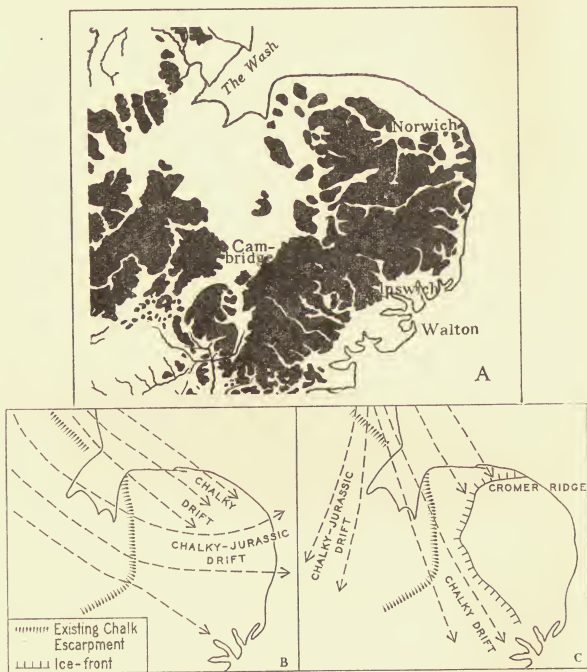 The Wash
Norwich
Cam-
bridge
Ipswich
Walton
A
CHALKY
DRIFT
CHALKY-JURASSIC
DRIFT
Existing Chalk
Escarpment
Ice-front
B
CROMER RIDGE
CHALKY-JURASSIC
DRIFT
CHALKY DRIFT
C